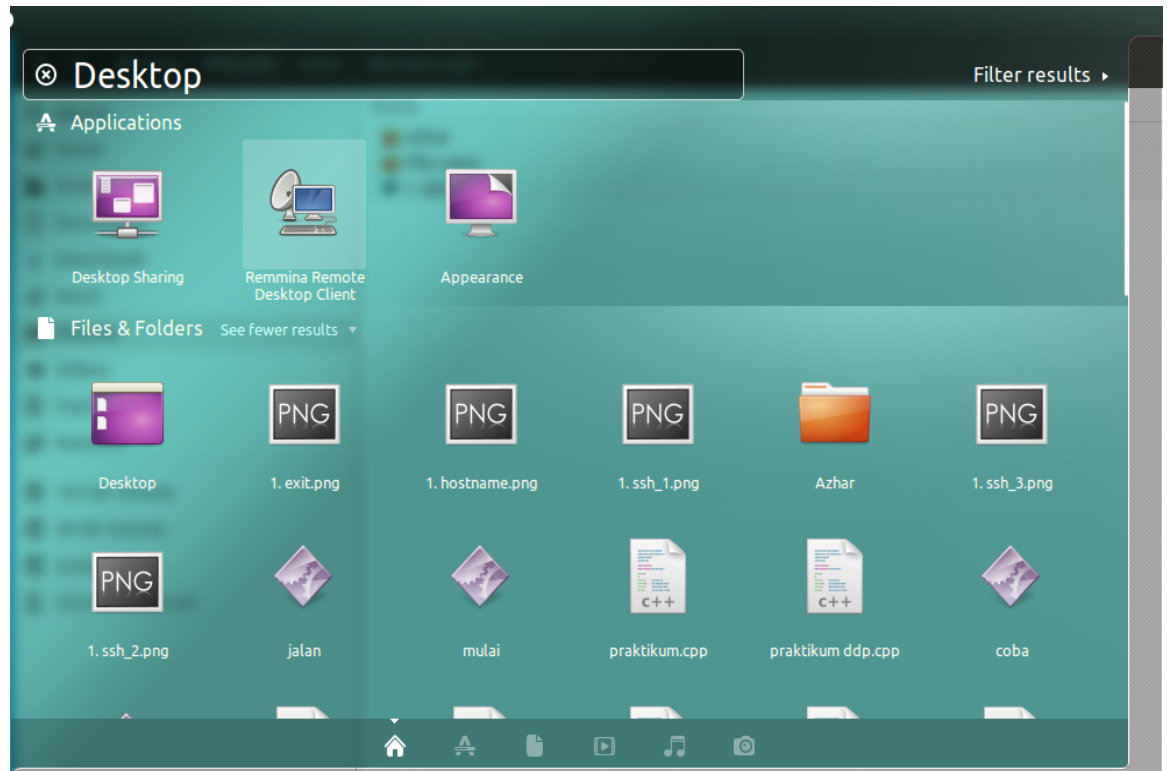 Desktop
Filter results
Applications
Desktop Sharing
Remmina Remote
Desktop Client
Appearance
Files & Folders See fewer results
Desktop
1. exit.png
1. hostname.png
1. ssh_1.png
Azhar
1. ssh_3.png
PNG
PNG
PNG
PNG
1. ssh_2.png
jalan
mulai
praktikum.cpp
praktikum ddp.cpp
coba
PNG
C++
C++